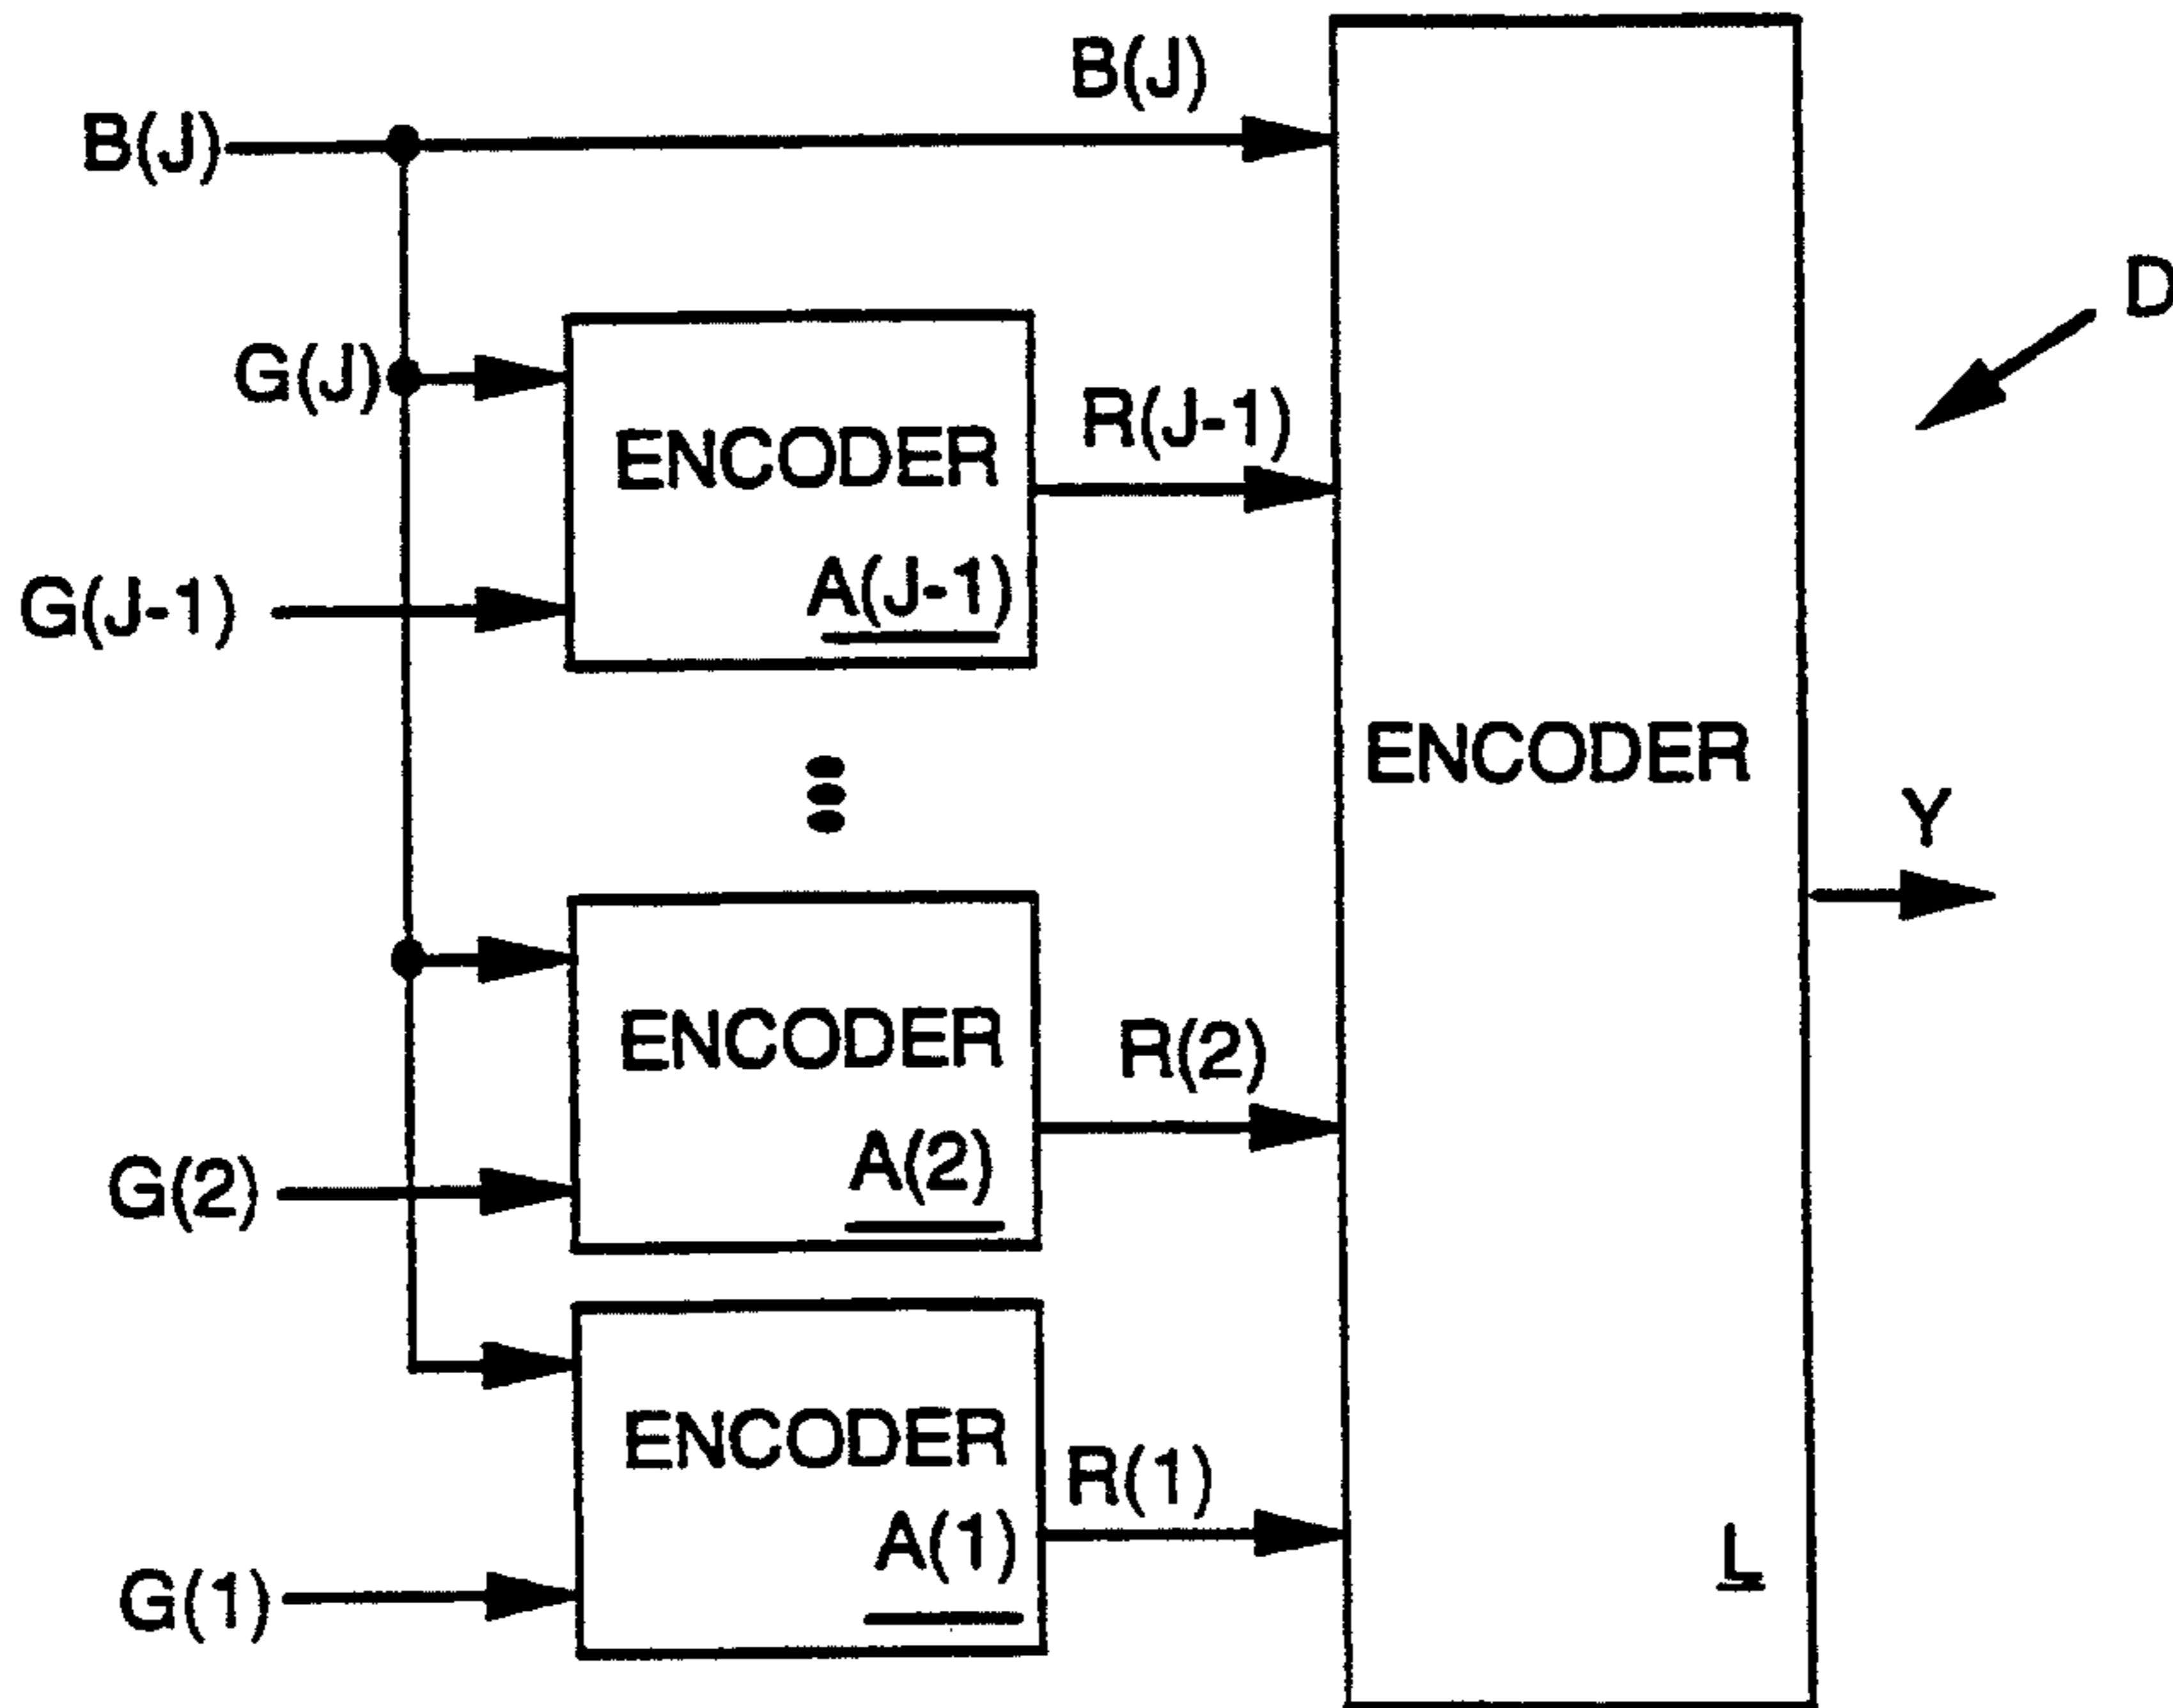 B(J)
B(J)
D
G(J)
ENCODER
R(J-1)
A(J-1)
G(J-1)
ENCODER
Y
ENCODER
R(2)
A(2)
G(2)
ENCODER
R(1)
A(1)
L
G(1)